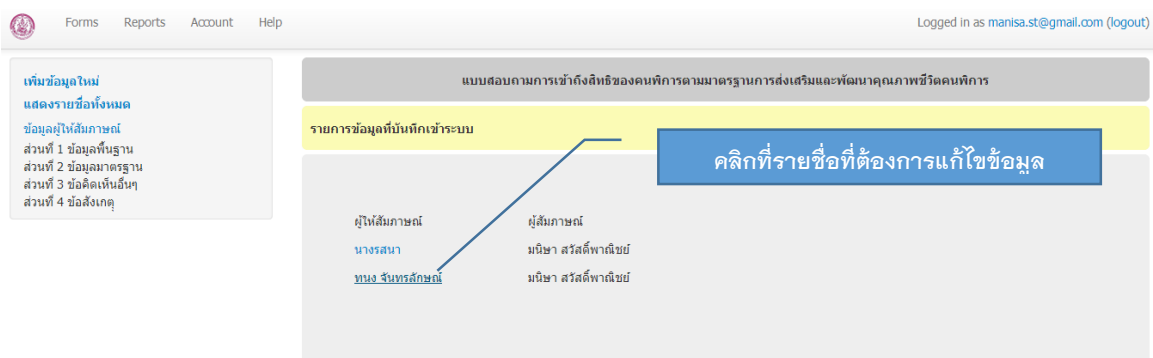 Forms Reports Account Help Logged in as manisa.st@gmail.com (logout)
เพิ่มข้อมูลใหม่
แสดงรายชื่อทั้งหมด
ข้อมูลผู้ให้สัมภาษณ์
ส่วนที่ 1 ข้อมูลพื้นฐาน
ส่วนที่ 2 ข้อมูลมาตรฐาน
ส่วนที่ 3 ข้อคิดเห็นอื่นๆ
ส่วนที่ 4 ข้อสังเกตุ
แบบสอบถามการเข้าถึงสิทธิของคนพิการตามมาตรฐานการส่งเสริมและพัฒนาคุณภาพชีวิตคนพิการ
รายการข้อมูลที่บันทึกเข้าระบบ
คลิกที่รายชื่อที่ต้องการแก้ไขข้อมูล
ผู้ให้สัมภาษณ์ ผู้สัมภาษณ์
นางรสนา มนิษา สวัสดิ์พาณิชย์
ทนง จันทรลักษณ์ มนิษา สวัสดิ์พาณิชย์